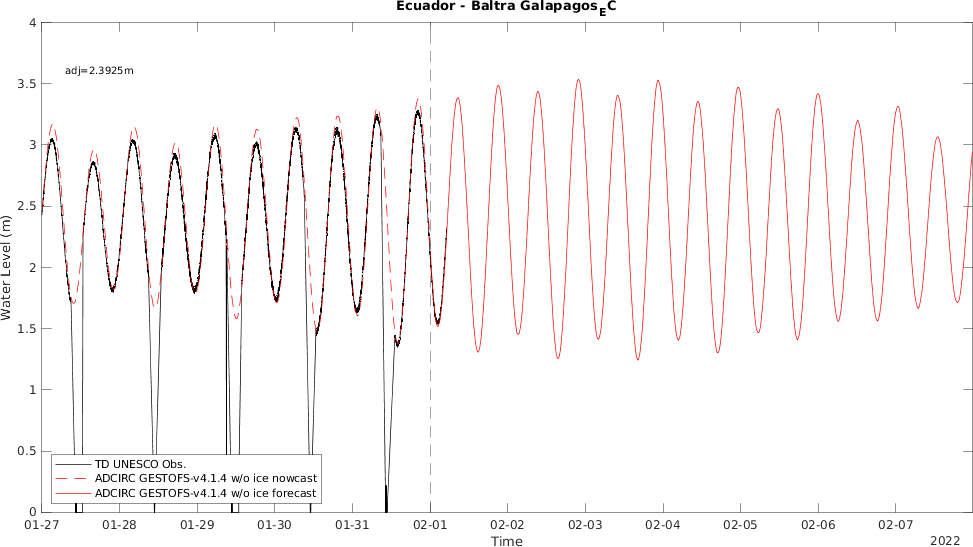 Ecuador - Baltra Galapagos_EC
4
adj=2.3925m
3.5
3
2.5
2
1.5
1
0.5
0
Water Level (m)
TD UNESCO Obs.
ADCIRC GESTOFS-v4.1.4 w/o ice nowcast
ADCIRC GESTOFS-v4.1.4 w/o ice forecast
01-27 01-28 01-29 01-30 01-31 02-01 02-02 02-03 02-04 02-05 02-06 02-07
Time
2022